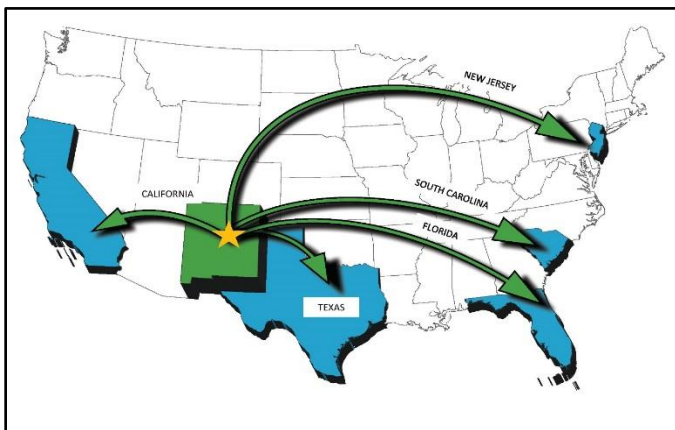 NEW JERSEY
CALIFORNIA
SOUTH CAROLINA
FLORIDA
TEXAS